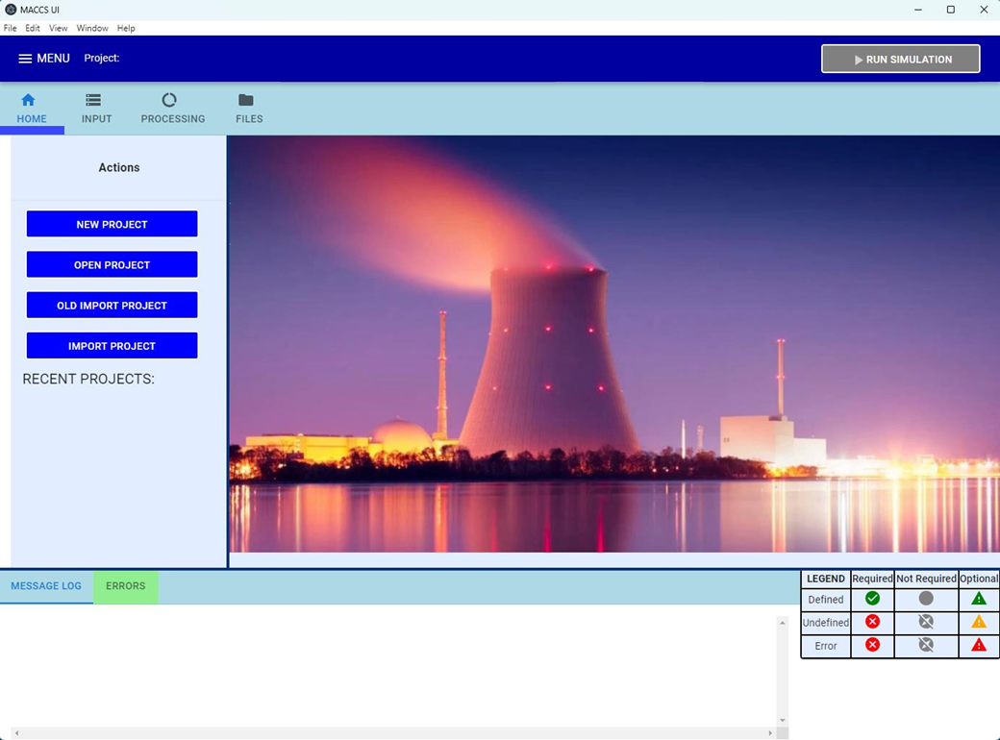 MACCS UI
File Edit View Window Help
MENU Project: RUN SIMULATION
HOME INPUT PROCESSING FILES
Actions
NEW PROJECT
OPEN PROJECT
OLD IMPORT PROJECT
IMPORT PROJECT
RECENT PROJECTS:
MESSAGE LOG ERRORS
LEGEND Required Not Required Optional
Defined
Undefined
Error